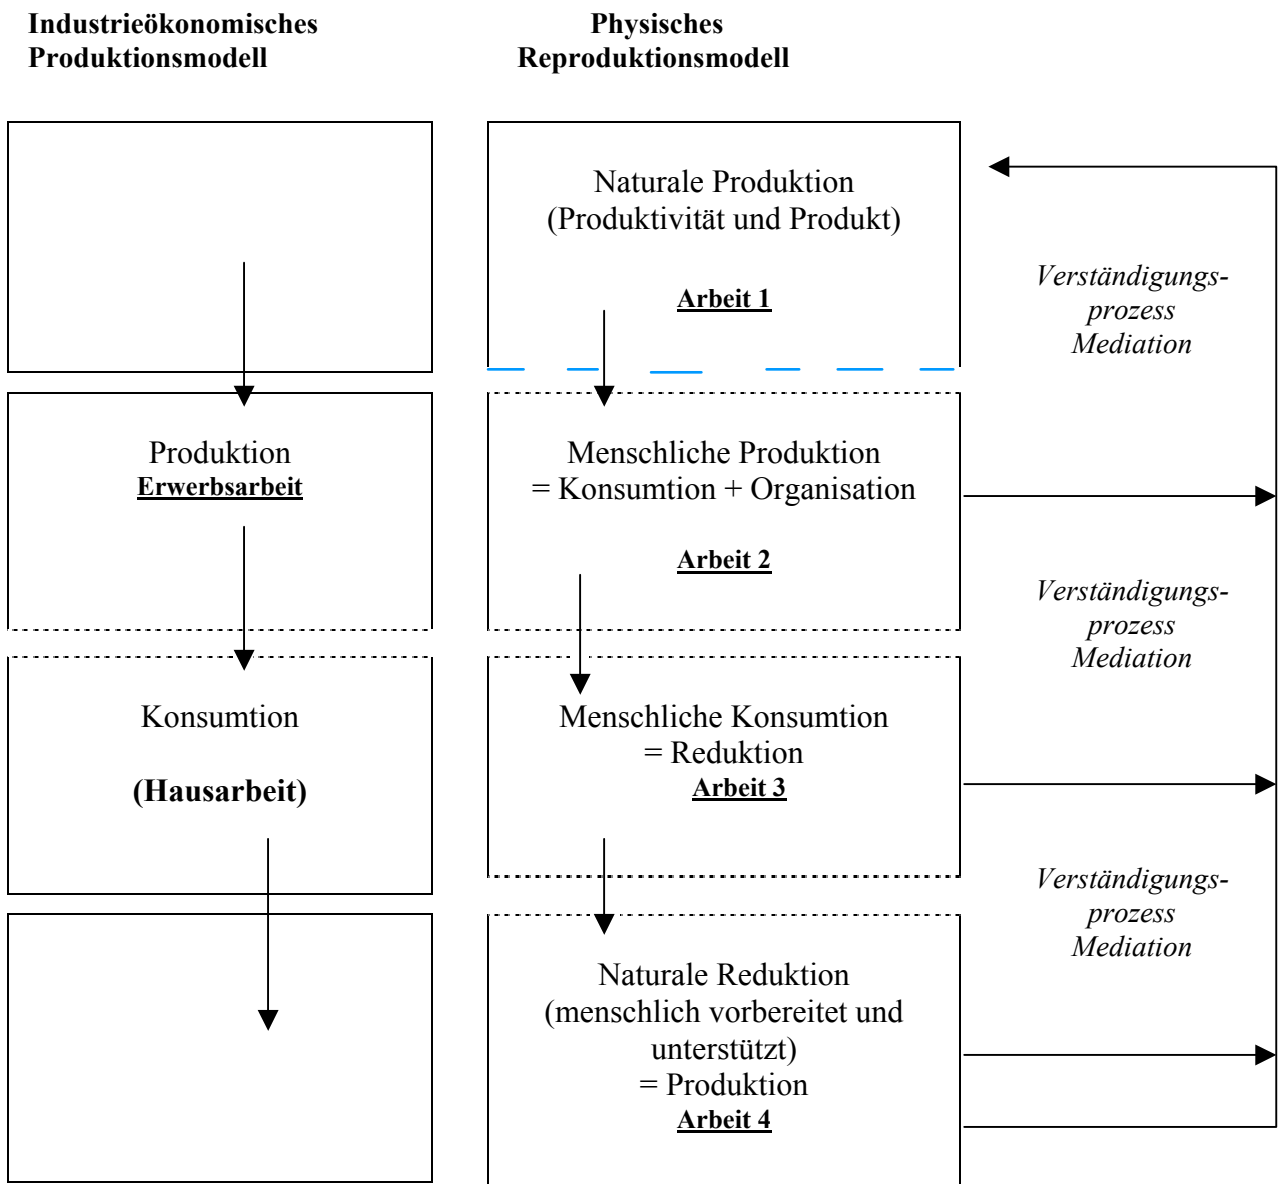 Industrieökonomisches
Produktionsmodell
Physisches
Reproduktionsmodell
Naturale Produktion
(Produktivität und Produkt)
Arbeit 1
Verständigungs-
prozess
Mediation
Produktion
Erwerbsarbeit
Menschliche Produktion
= Konsumtion + Organisation
Arbeit 2
Verständigungs-
prozess
Mediation
Konsumtion
(Hausarbeit)
Menschliche Konsumtion
= Reduktion
Arbeit 3
Verständigungs-
prozess
Mediation
Naturale Reduktion
(menschlich vorbereitet und
unterstützt)
= Produktion
Arbeit 4